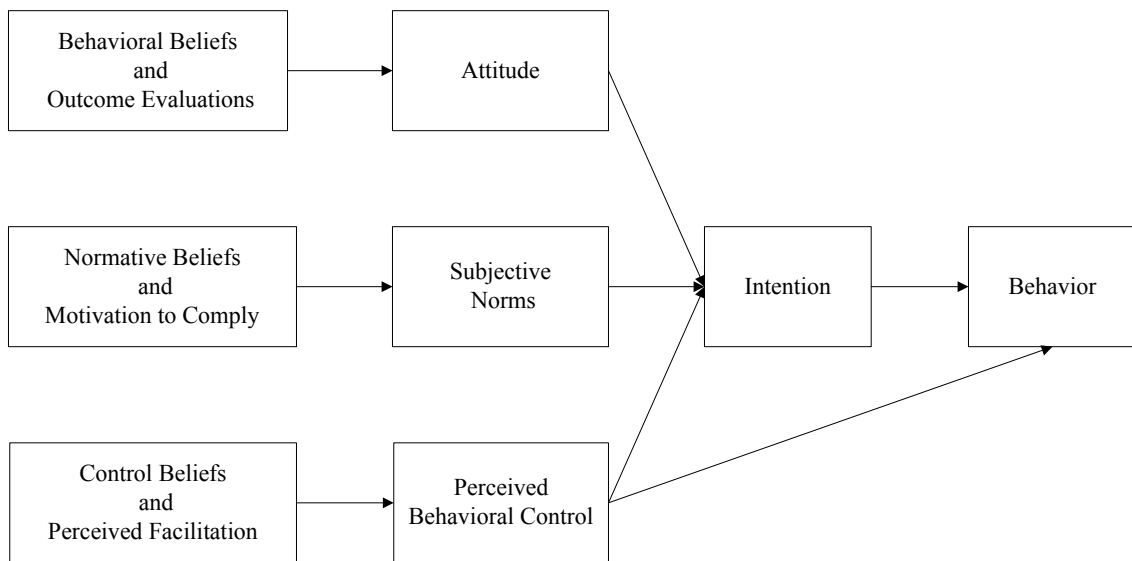 Behavioral Beliefs
and
Outcome Evaluations
Attitude
Normative Beliefs
and
Motivation to Comply
Subjective
Norms
Intention
Behavior
Control Beliefs
and
Perceived Facilitation
Perceived
Behavioral Control